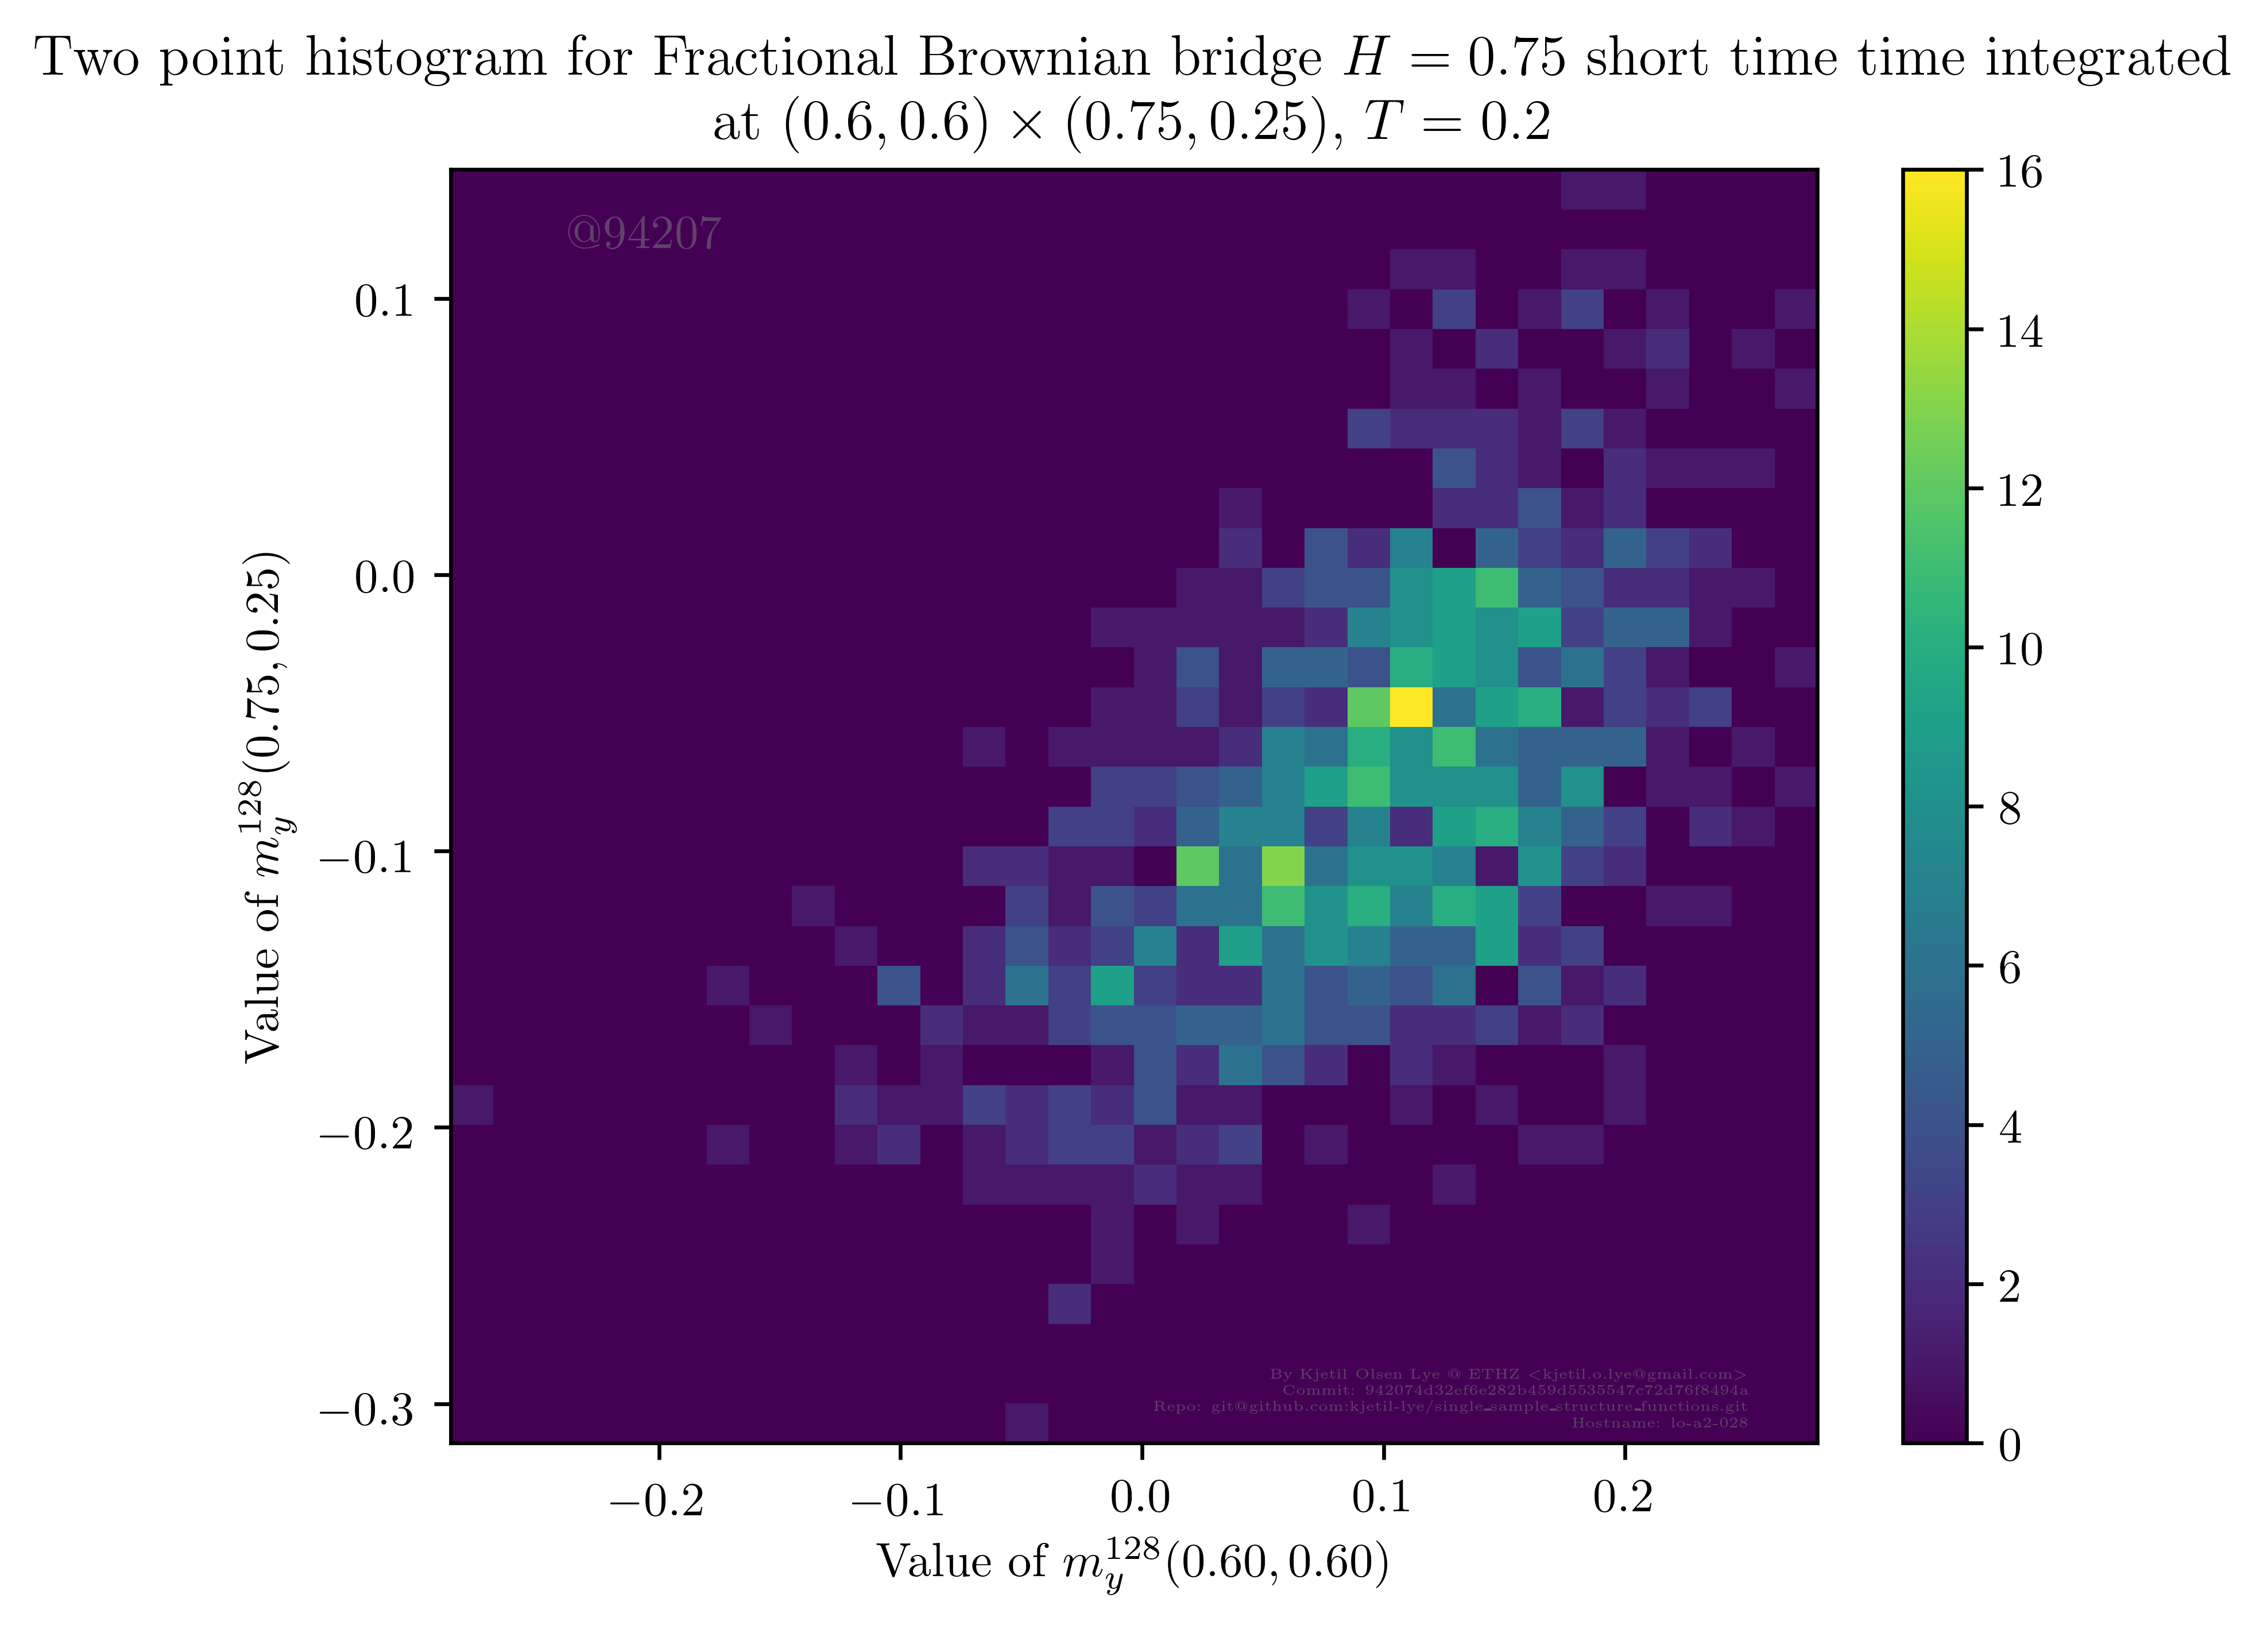 Two point histogram for Fractional Brownian bridge H = 0.75 short time time integrated
at (0.6, 0.6) × (0.75, 0.25), T = 0.2
@94207
16
14
12
10
8
6
4
2
0
0.1
0.0
−0.1
−0.2
−0.3
Value of m_y^{128}(0.75, 0.25)
By Kjetil Olsen Lye @ ETHZ <kjetil.o.lye@gmail.com>
Commit: 942074d32ef6e282b459d5535547c72d76f8494a
Repo: git@github.com:kjetil-lye/single_sample_structure_functions.git
Hostname: lo-a2-028
−0.2 −0.1 0.0 0.1 0.2
Value of m_y^{128}(0.60, 0.60)